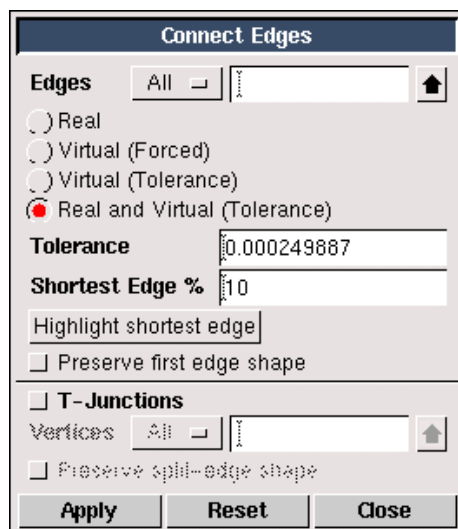 Connect Edges
Edges All
Real
Virtual (Forced)
Virtual (Tolerance)
Real and Virtual (Tolerance)
Tolerance 0.000249887
Shortest Edge % 10
Highlight shortest edge
Preserve first edge shape
T-Junctions
Vertices All
Preserve split-edge shape
Apply Reset Close